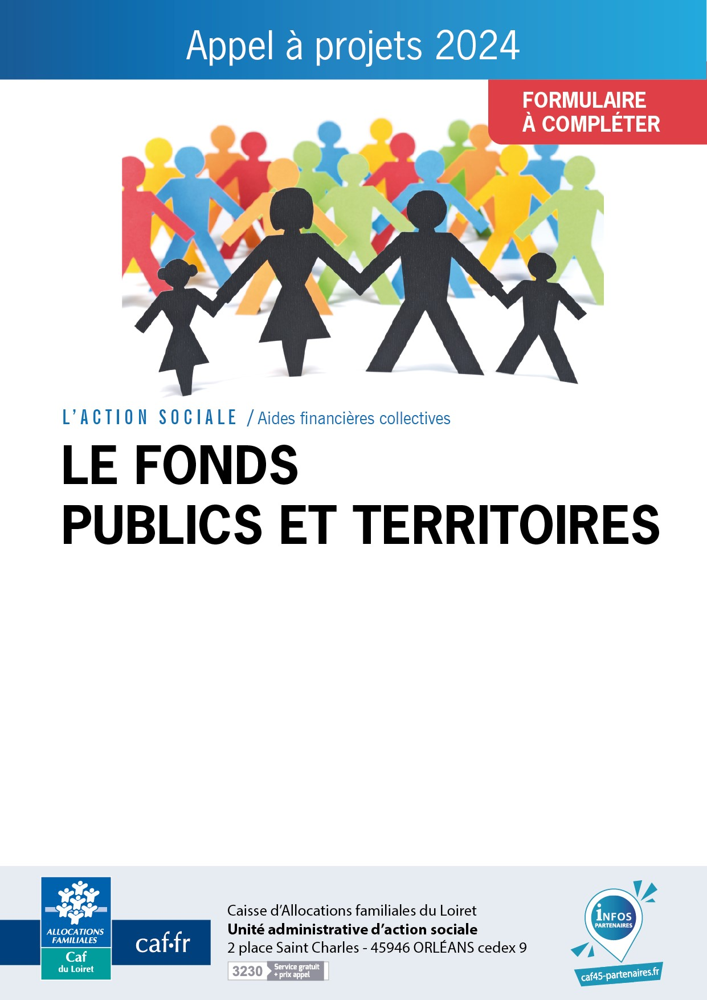 Appel à projets 2024
FORMULAIRE
À COMPLÉTER
L'ACTION SOCIALE / Aides financières collectives
LE FONDS
PUBLICS ET TERRITOIRES
ALLOCATIONS
FAMILIALES
Caf
du Loiret
caf•fr
Caisse d'Allocations familiales du Loiret
Unité administrative d'action sociale
2 place Saint Charles - 45946 ORLÉANS cedex 9
3230 Service gratuit
+ prix appel
iNFOS
PARTENAIRES
caf45-partenaires.fr